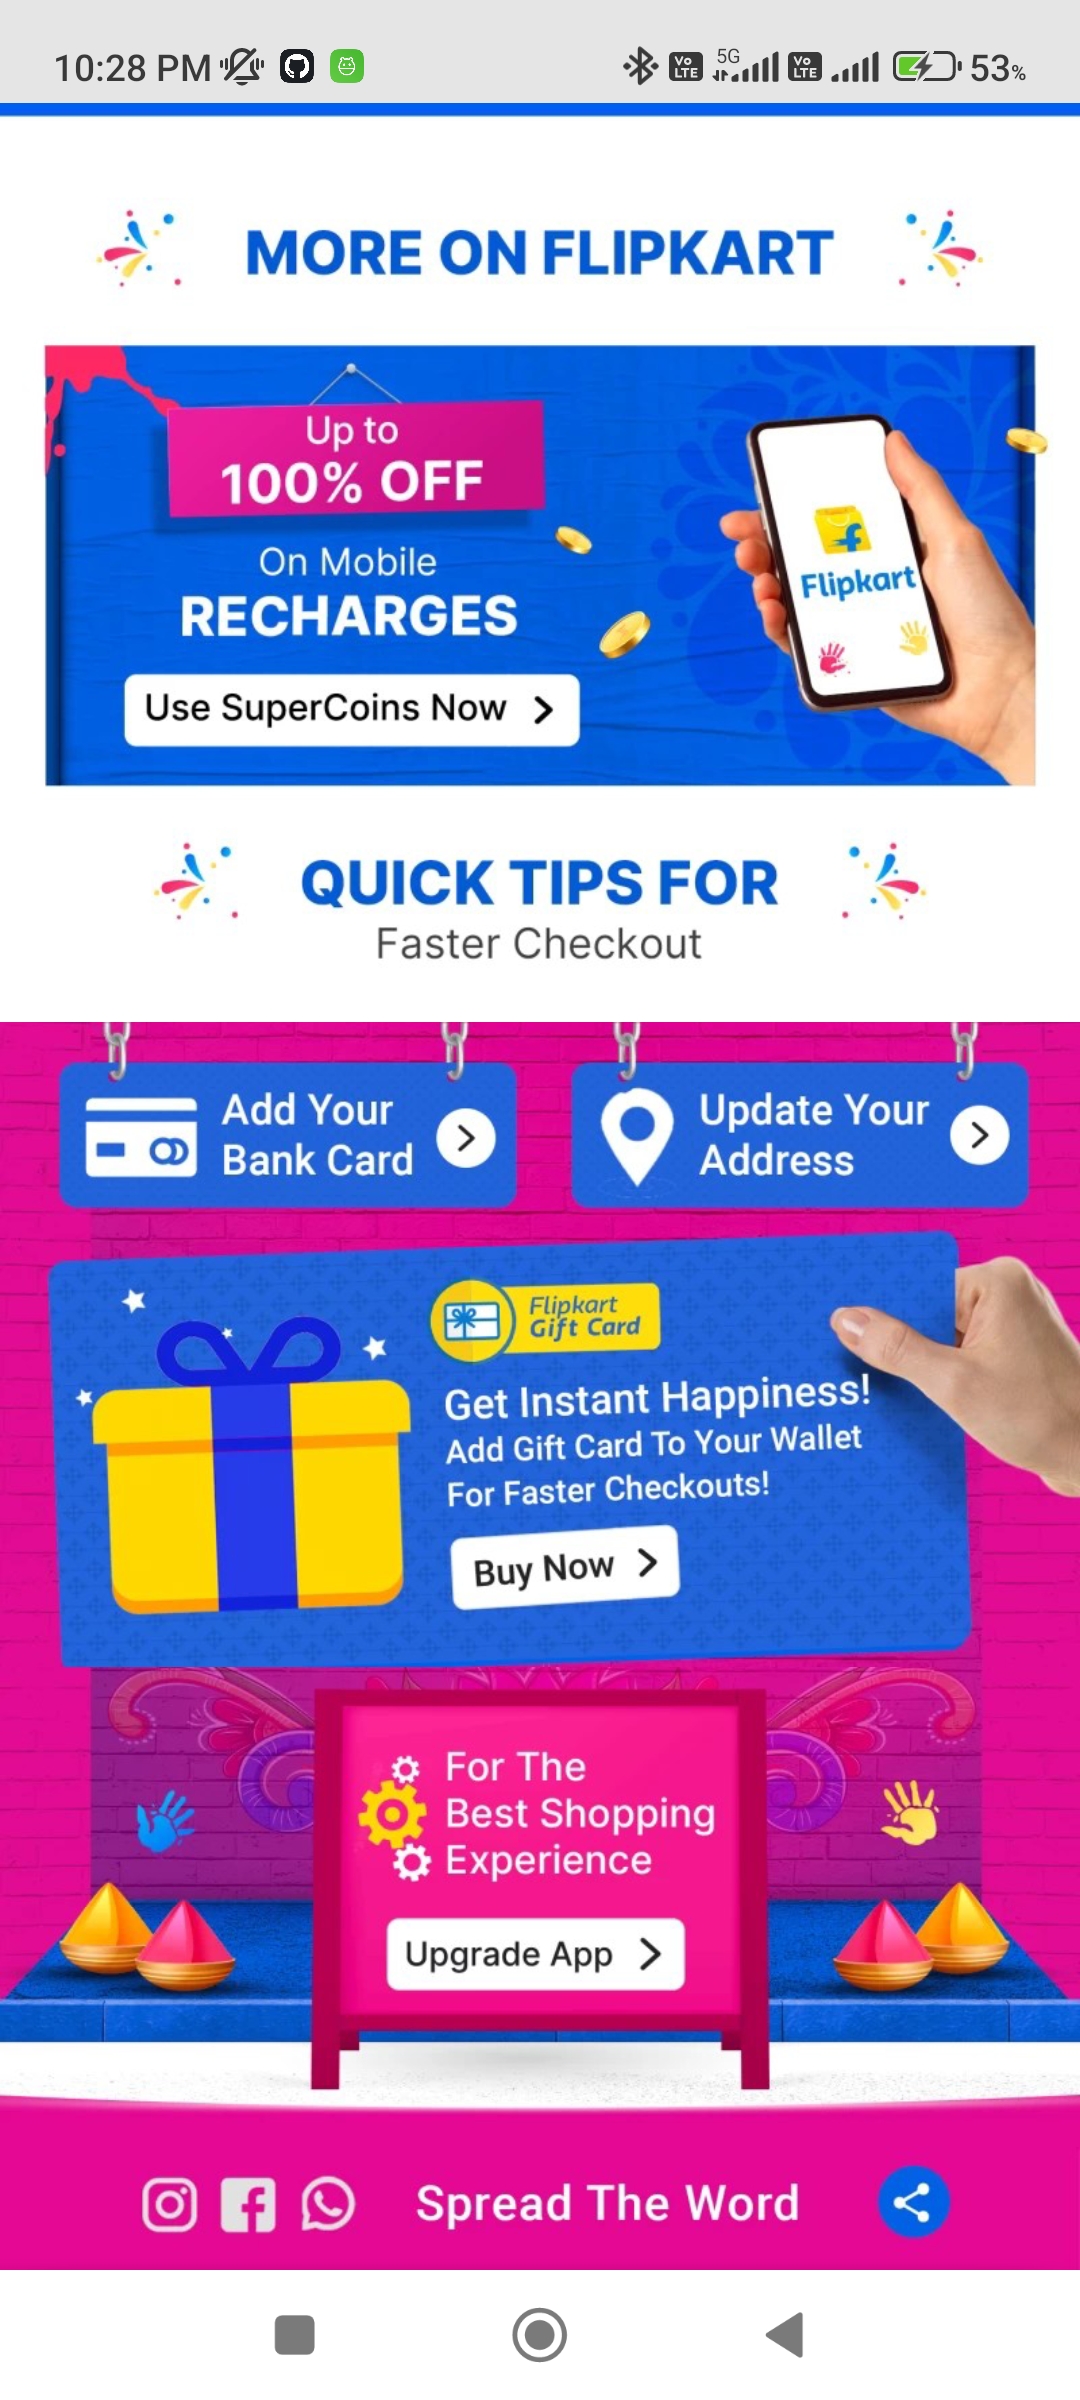 10:28 PM
Vo
LTE
5G
Vo
LTE
53%
MORE ON FLIPKART
Up to
100% OFF
On Mobile
RECHARGES
Use SuperCoins Now
Flipkart
QUICK TIPS FOR
Faster Checkout
Add Your
Bank Card
Update Your
Address
Flipkart
Gift Card
Get Instant Happiness!
Add Gift Card To Your Wallet
For Faster Checkouts!
Buy Now
For The
Best Shopping
Experience
Upgrade App
Spread The Word